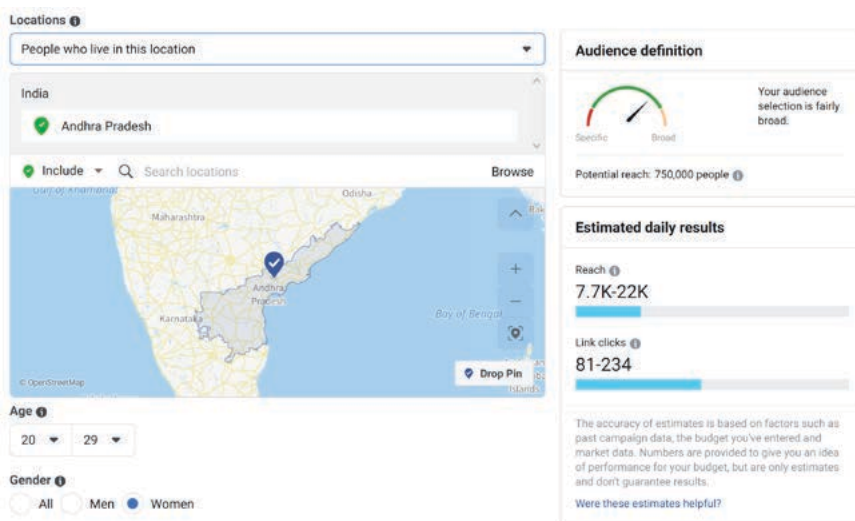 Locations
People who live in this location
India
Andhra Pradesh
Include
Search locations
Browse
Gulf of Khambhat
Odisha
Maharashtra
Andhra
Pradesh
Karnataka
Bay of Bengal
© OpenStreetMap
Drop Pin
Islands
Age
20
29
Gender
All
Men
Women
Audience definition
Specific
Broad
Your audience
selection is fairly
broad.
Potential reach: 750,000 people
Estimated daily results
Reach
7.7K-22K
Link clicks
81-234
The accuracy of estimates is based on factors such as
past campaign data, the budget you've entered and
market data. Numbers are provided to give you an idea
of performance for your budget, but are only estimates
and don't guarantee results.
Were these estimates helpful?